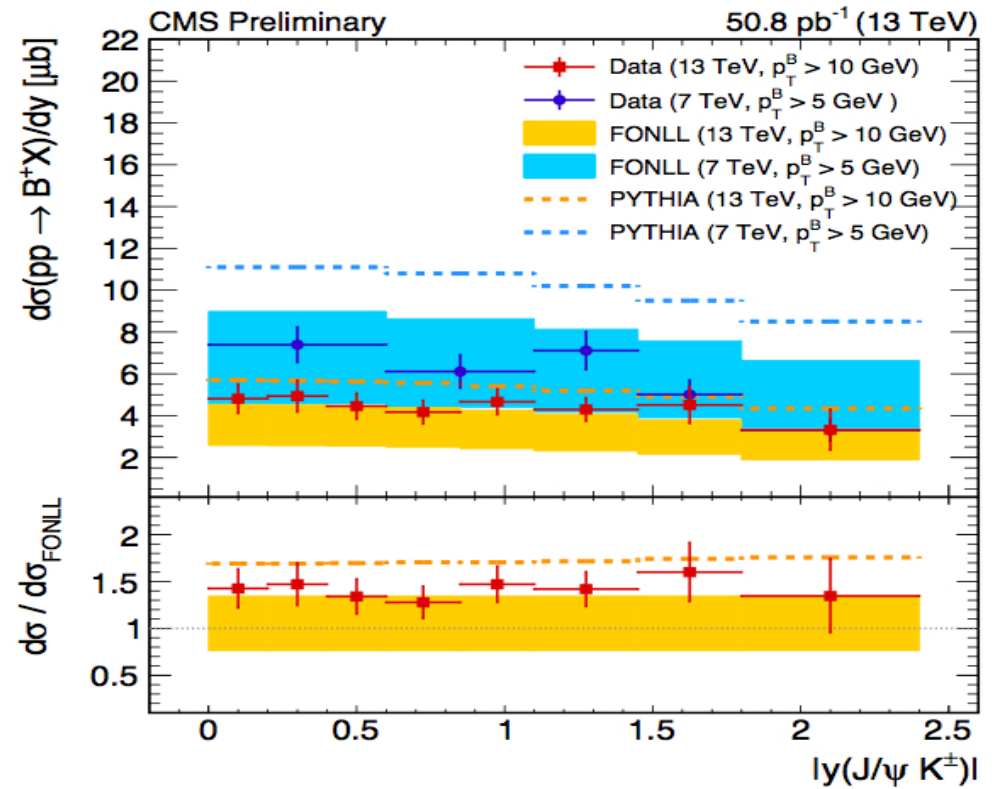 CMS Preliminary 50.8 pb⁻¹ (13 TeV)
dσ(pp → B⁺X)/dy [μb]
22
20
18
16
14
12
10
8
6
4
2
Data (13 TeV, p_T^B > 10 GeV)
Data (7 TeV, p_T^B > 5 GeV )
FONLL (13 TeV, p_T^B > 10 GeV)
FONLL (7 TeV, p_T^B > 5 GeV)
PYTHIA (13 TeV, p_T^B > 10 GeV)
PYTHIA (7 TeV, p_T^B > 5 GeV)
dσ / dσ_FONLL
2
1.5
1
0.5
0 0.5 1 1.5 2 2.5
|y(J/ψ K±)|